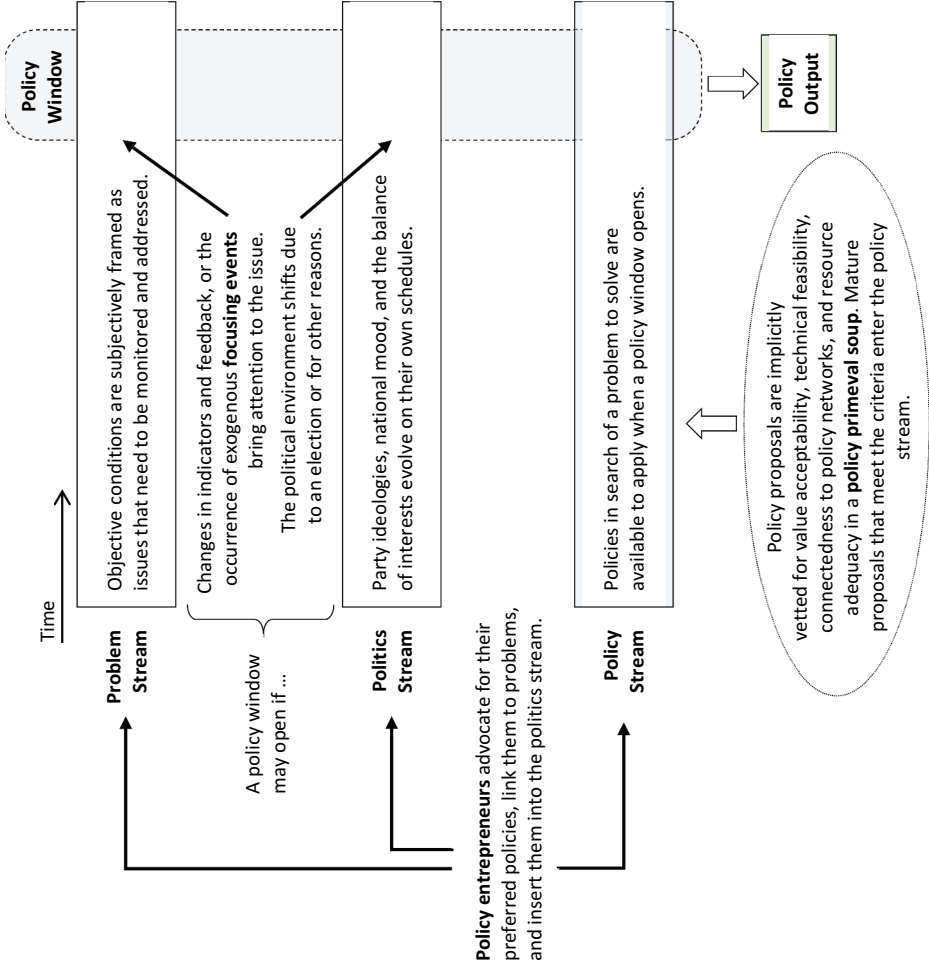 Time
Policy
Window
Problem
Stream
Objective conditions are subjectively framed as
issues that need to be monitored and addressed.
A policy window
may open if ...
Changes in indicators and feedback, or the
occurrence of exogenous focusing events
bring attention to the issue.
The political environment shifts due
to an election or for other reasons.
Politics
Stream
Party ideologies, national mood, and the balance
of interests evolve on their own schedules.
Policy entrepreneurs advocate for their
preferred policies, link them to problems,
and insert them into the politics stream.
Policy
Stream
Policies in search of a problem to solve are
available to apply when a policy window opens.
Policy proposals are implicitly
vetted for value acceptability, technical feasibility,
connectedness to policy networks, and resource
adequacy in a policy primeval soup. Mature
proposals that meet the criteria enter the policy
stream.
Policy
Output